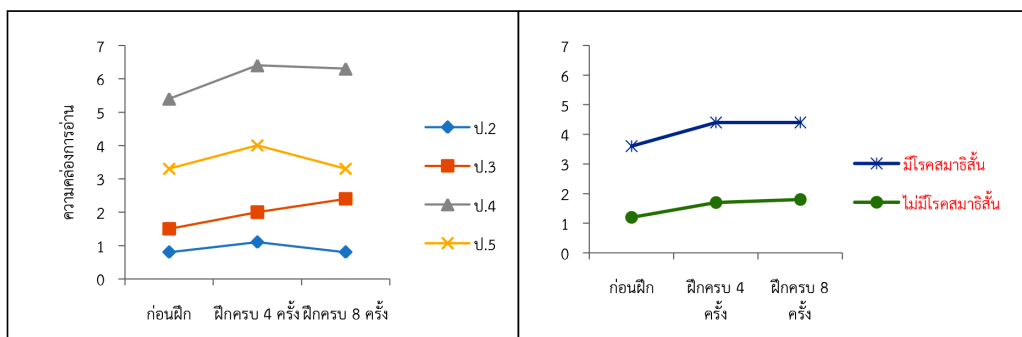 ความคล่องการอ่าน
7
6
5
4
3
2
1
0
ก่อนฝึก ฝึกครบ 4 ครั้ง ฝึกครบ 8 ครั้ง
ป.2
ป.3
ป.4
ป.5
7
6
5
4
3
2
1
0
ก่อนฝึก ฝึกครบ 4 ฝึกครบ 8
ครั้ง ครั้ง
มีโรคสมาธิสั้น
ไม่มีโรคสมาธิสั้น